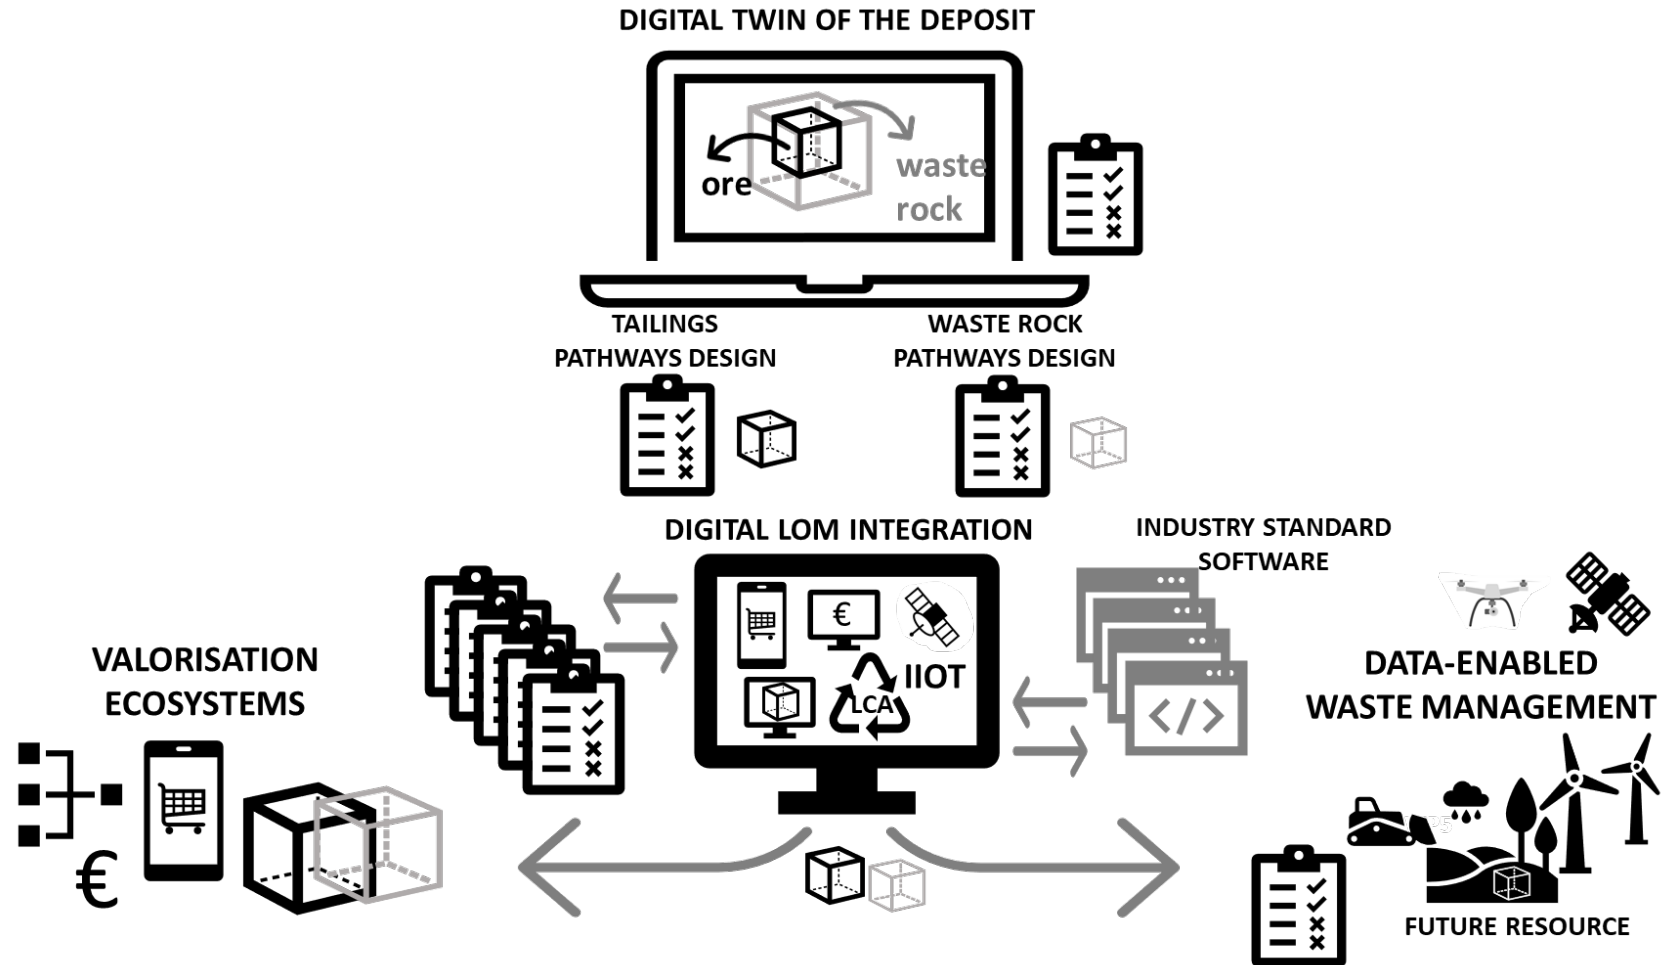 DIGITAL TWIN OF THE DEPOSIT
ore
waste
rock
TAILINGS
PATHWAYS DESIGN
WASTE ROCK
PATHWAYS DESIGN
DIGITAL LOM INTEGRATION
INDUSTRY STANDARD
SOFTWARE
€
IIOT
LCA
</>
VALORISATION
ECOSYSTEMS
€
DATA-ENABLED
WASTE MANAGEMENT
FUTURE RESOURCE